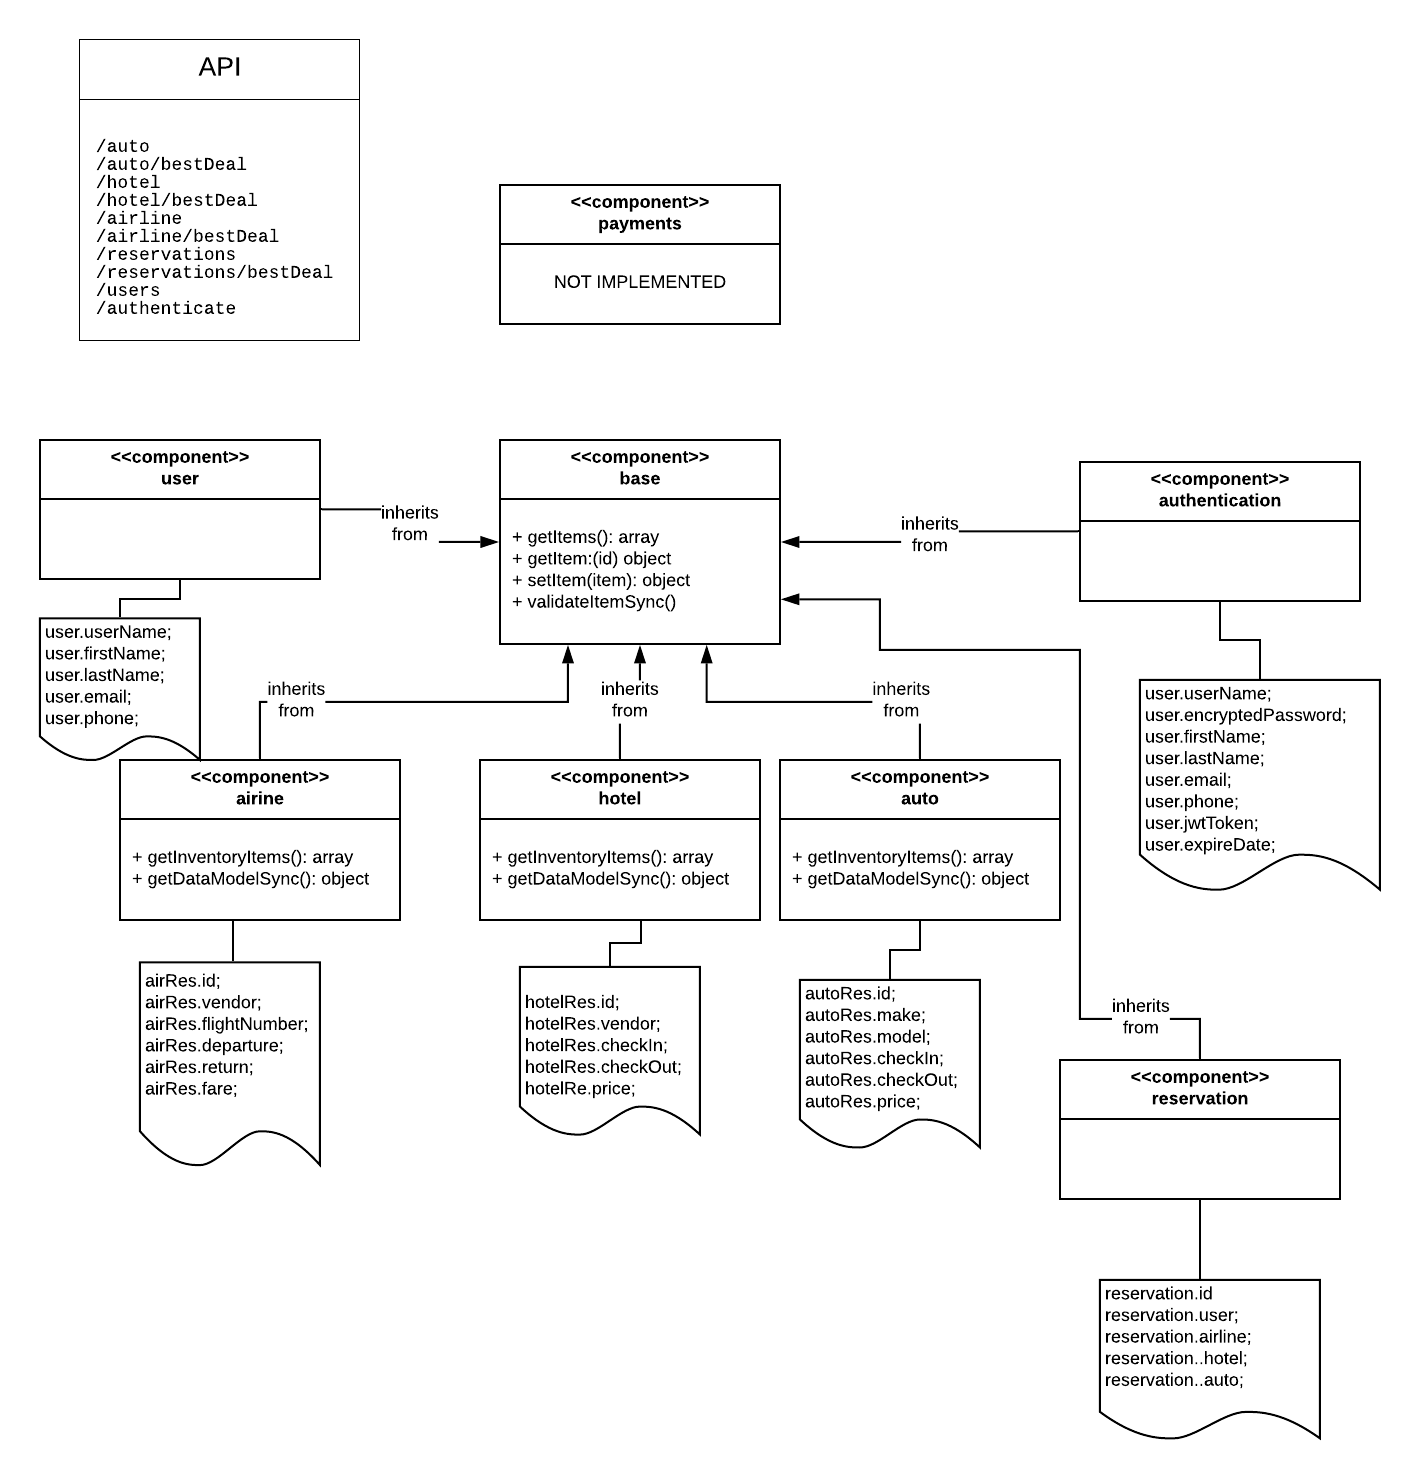 API
/auto
/auto/bestDeal
/hotel
/hotel/bestDeal
/airline
/airline/bestDeal
/reservations
/reservations/bestDeal
/users
/authenticate
<<component>>
payments
NOT IMPLEMENTED
<<component>>
user
inherits
from
<<component>>
base
+ getItems(): array
+ getItem:(id) object
+ setItem(item): object
+ validateItemSync()
inherits
from
<<component>>
authentication
user.userName;
user.firstName;
user.lastName;
user.email;
user.phone;
inherits
from
inherits
from
inherits
from
user.userName;
user.encryptedPassword;
user.firstName;
user.lastName;
user.email;
user.phone;
user.jwtToken;
user.expireDate;
<<component>>
airine
+ getInventoryItems(): array
+ getDataModelSync(): object
<<component>>
hotel
+ getInventoryItems(): array
+ getDataModelSync(): object
<<component>>
auto
+ getInventoryItems(): array
+ getDataModelSync(): object
airRes.id;
airRes.vendor;
airRes.flightNumber;
airRes.departure;
airRes.return;
airRes.fare;
hotelRes.id;
hotelRes.vendor;
hotelRes.checkIn;
hotelRes.checkOut;
hotelRe.price;
autoRes.id;
autoRes.make;
autoRes.model;
autoRes.checkIn;
autoRes.checkOut;
autoRes.price;
inherits
from
<<component>>
reservation
reservation.id
reservation.user;
reservation.airline;
reservation..hotel;
reservation..auto;